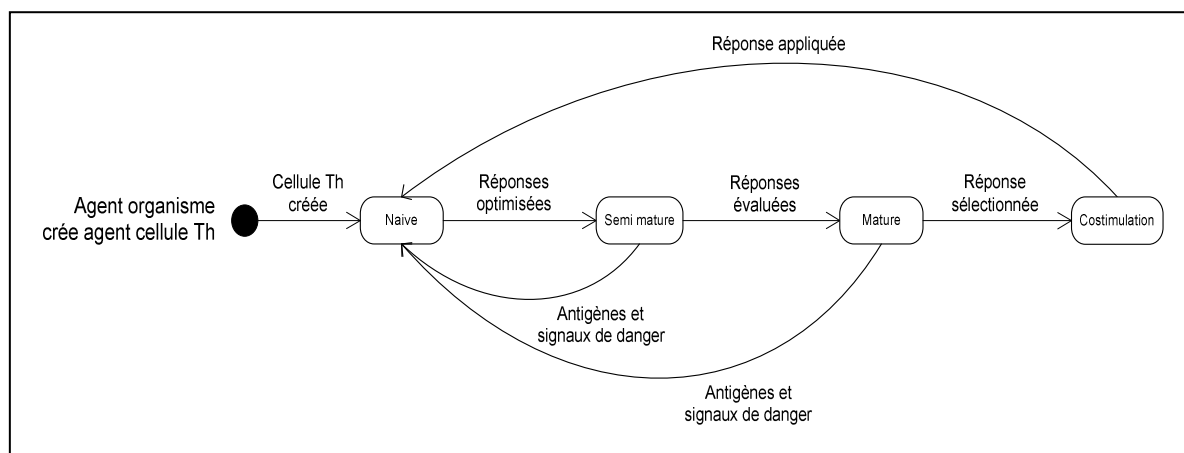 Réponse appliquée
Agent organisme
crée agent cellule Th
Cellule Th
créée
Naive
Réponses
optimisées
Semi mature
Réponses
évaluées
Mature
Réponse
sélectionnée
Costimulation
Antigènes et
signaux de danger
Antigènes et
signaux de danger